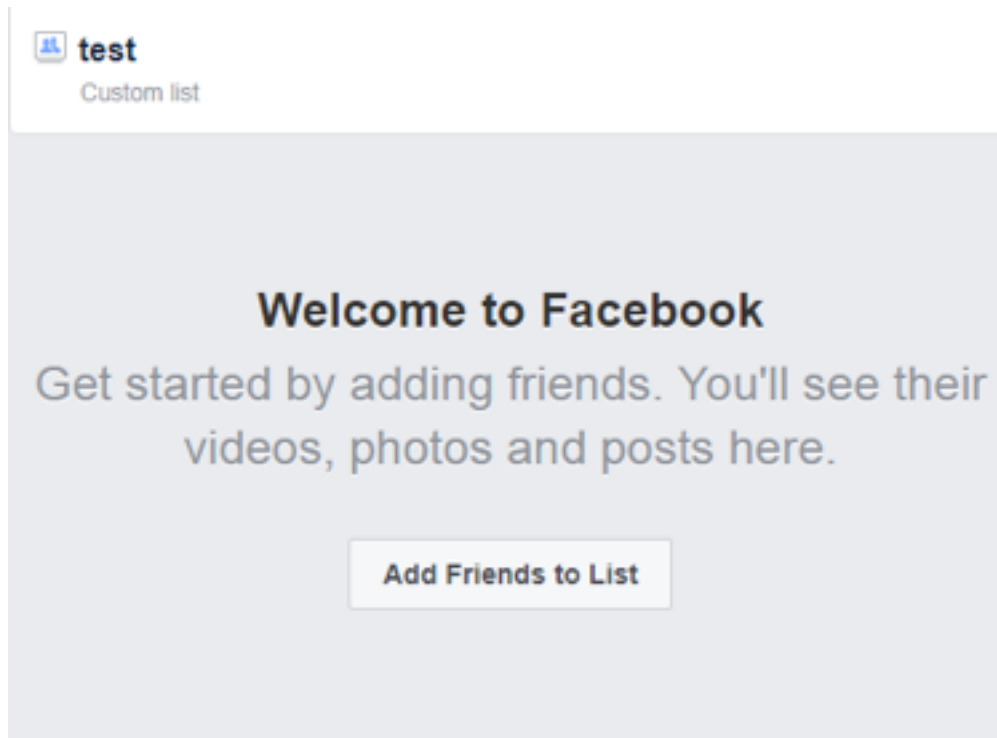 test
Custom list
Welcome to Facebook
Get started by adding friends. You'll see their
videos, photos and posts here.
Add Friends to List